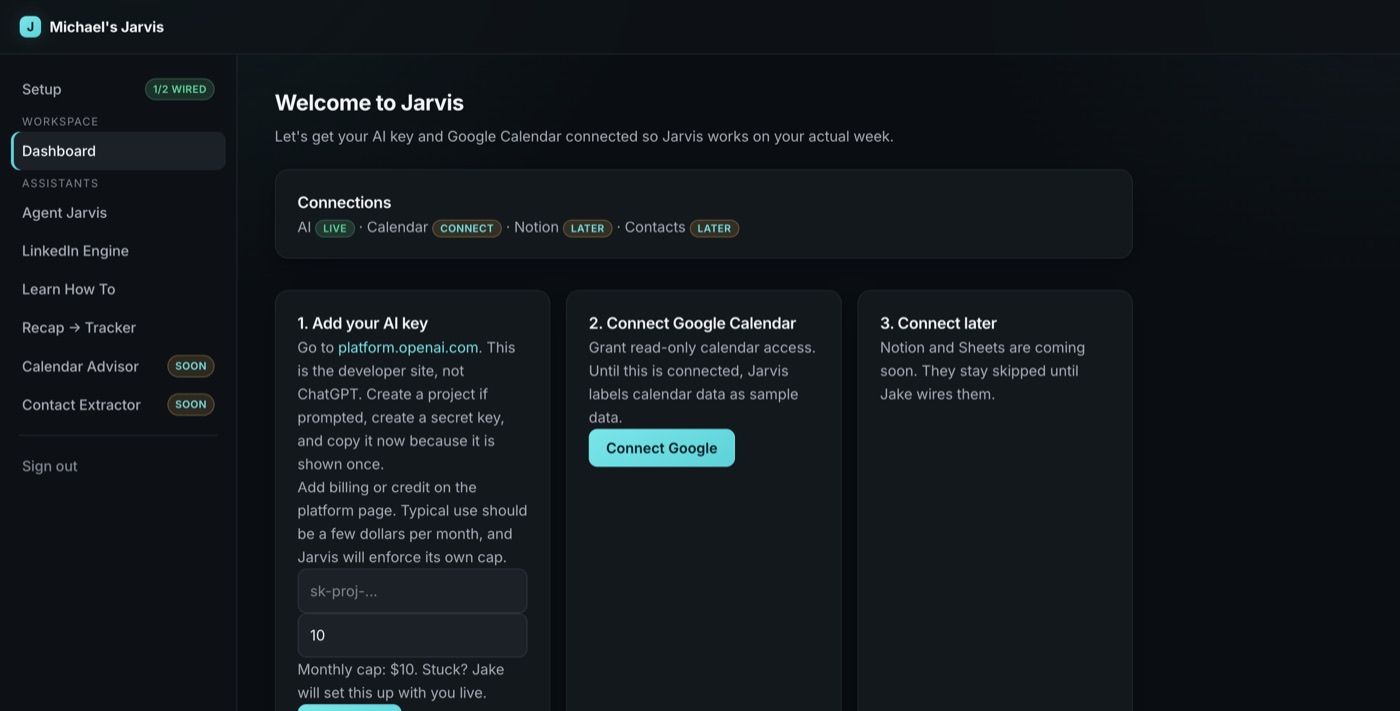 J Michael's Jarvis
Setup 1/2 WIRED
WORKSPACE
Dashboard
ASSISTANTS
Agent Jarvis
LinkedIn Engine
Learn How To
Recap → Tracker
Calendar Advisor SOON
Contact Extractor SOON
Sign out
Welcome to Jarvis
Let's get your AI key and Google Calendar connected so Jarvis works on your actual week.
Connections
AI LIVE · Calendar CONNECT · Notion LATER · Contacts LATER
1. Add your AI key
Go to platform.openai.com. This
is the developer site, not
ChatGPT. Create a project if
prompted, create a secret key,
and copy it now because it is
shown once.
Add billing or credit on the
platform page. Typical use should
be a few dollars per month, and
Jarvis will enforce its own cap.
sk-proj-...
10
Monthly cap: $10. Stuck? Jake
will set this up with you live.
2. Connect Google Calendar
Grant read-only calendar access.
Until this is connected, Jarvis
labels calendar data as sample
data.
Connect Google
3. Connect later
Notion and Sheets are coming
soon. They stay skipped until
Jake wires them.